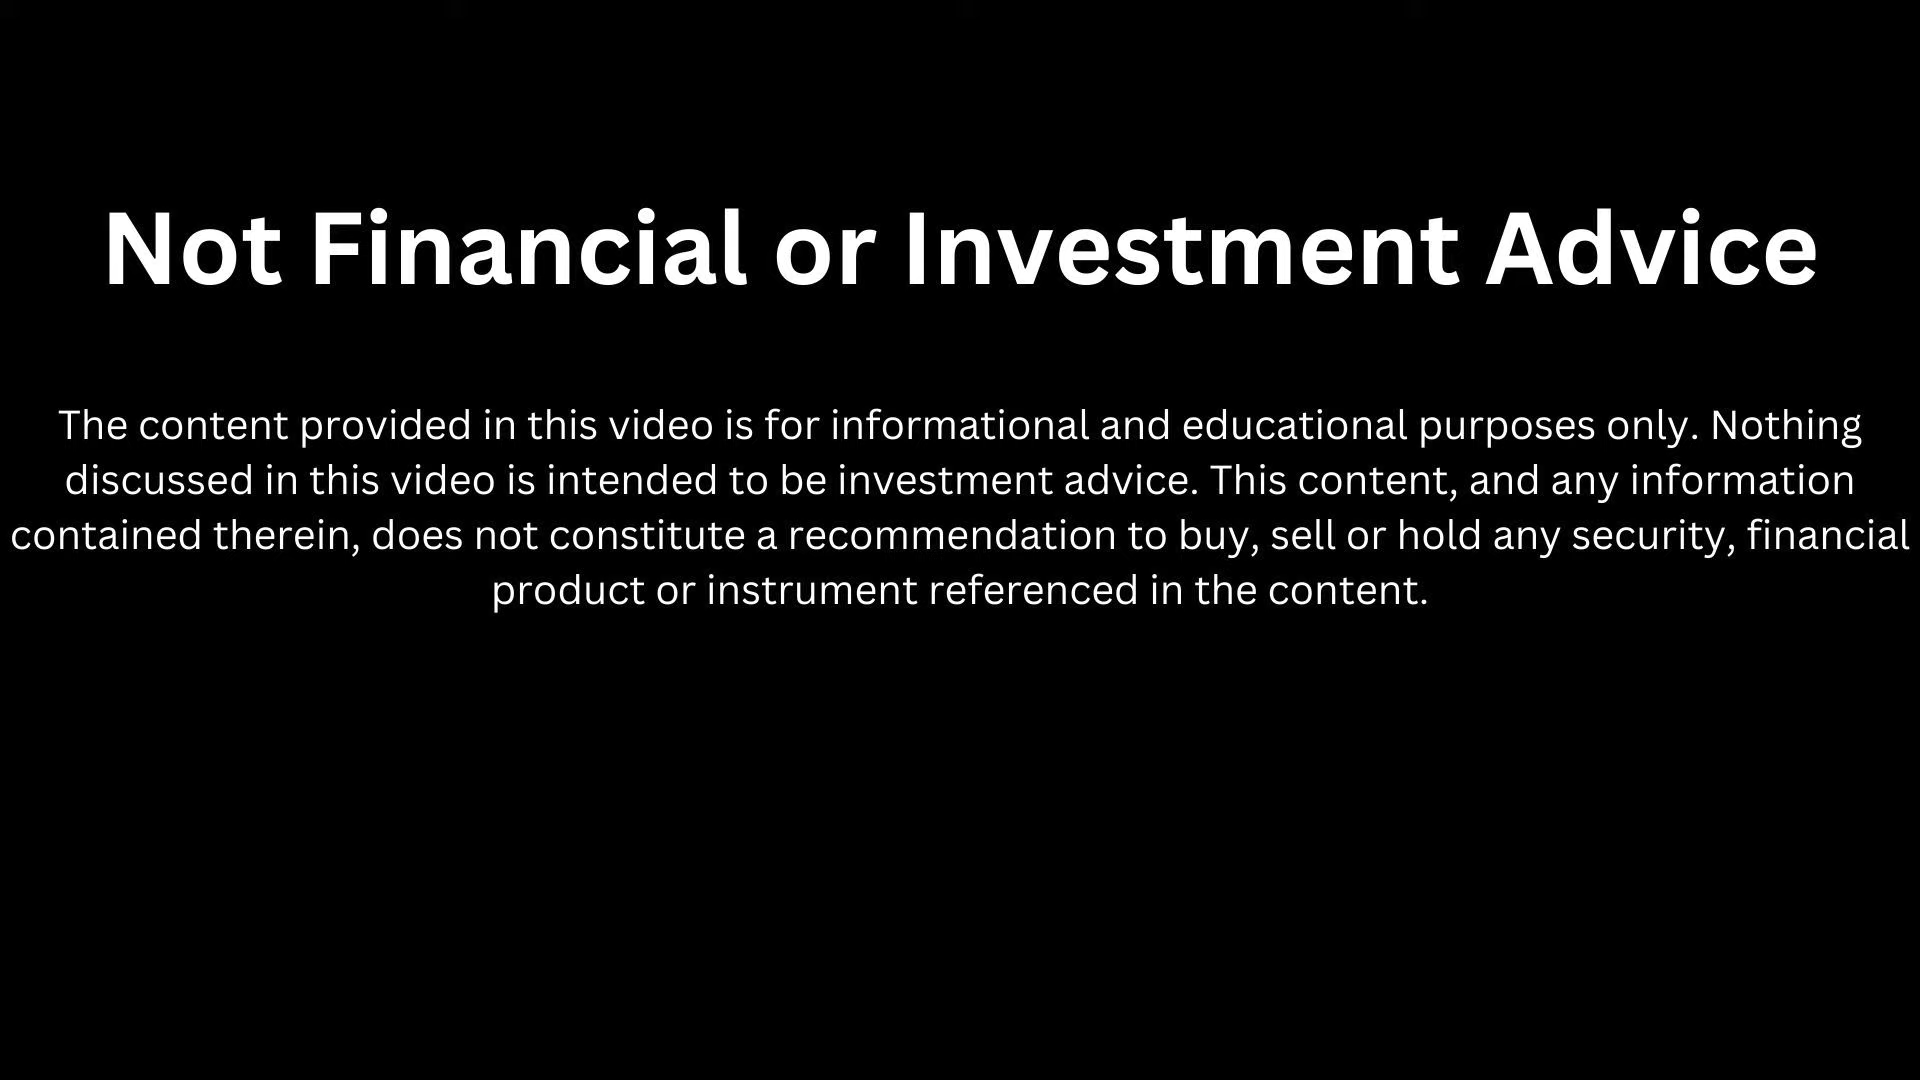 Not Financial or Investment Advice
The content provided in this video is for informational and educational purposes only. Nothing
discussed in this video is intended to be investment advice. This content, and any information
contained therein, does not constitute a recommendation to buy, sell or hold any security, financial
product or instrument referenced in the content.